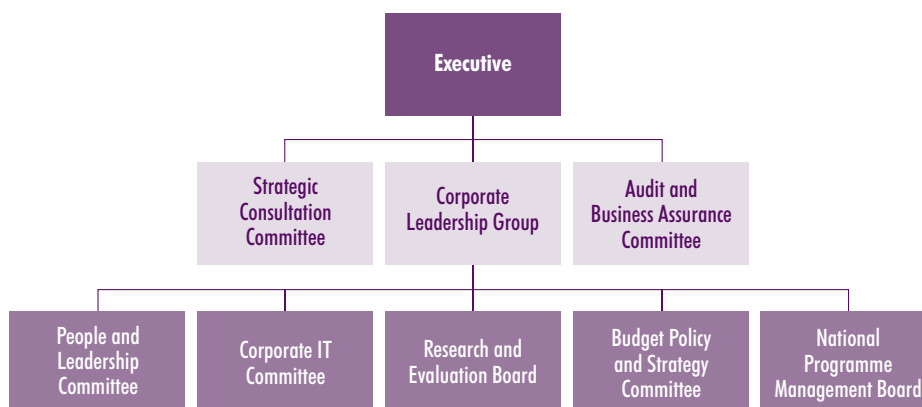 Executive
Strategic
Consultation
Committee
Corporate
Leadership Group
Audit and
Business Assurance
Committee
People and
Leadership
Committee
Corporate IT
Committee
Research and
Evaluation Board
Budget Policy
and Strategy
Committee
National
Programme
Management Board